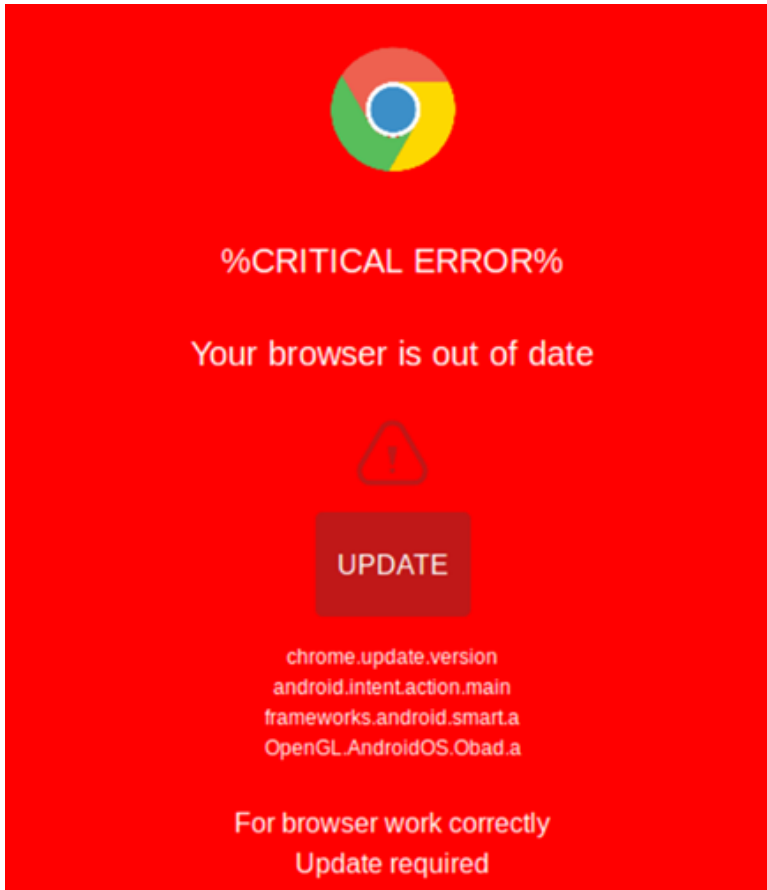 %CRITICAL ERROR%
Your browser is out of date
!
UPDATE
chrome.update.version
android.intent.action.main
frameworks.android.smart.a
OpenGL.AndroidOS.Obad.a
For browser work correctly
Update required